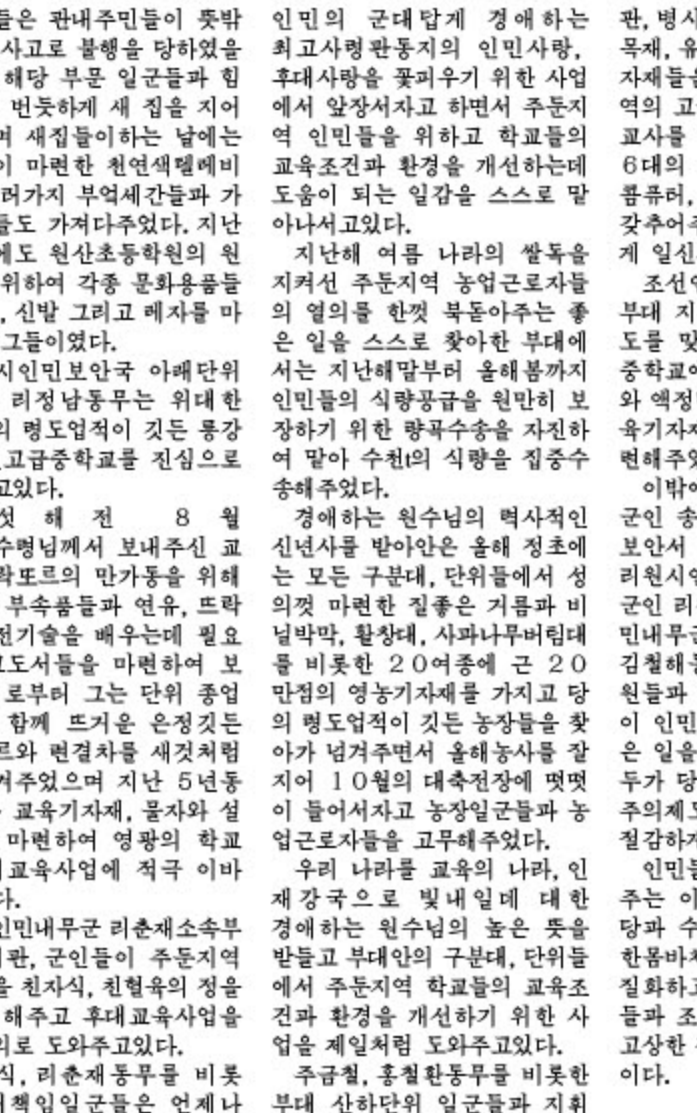 들은 관내주민들이 뜻밖
사고로 불행을 당하였을
해당 부문 일군들과 힘
번듯하게 새 집을 지어
며 새집들이하는 날에는
이 마련한 천연색텔레비
러가지 부엌세간들과 가
들도 가져다주었다. 지난
에도 원산초등학원의 원
위하여 각종 문화용품들
, 신발 그리고 레자를 마
그들이였다.
시인민보안국 아래단위
리정남동무는 위대한
의 령도업적이 깃든 룡강
고급중학교를 진심으로
고있다.
섯 해 전 8월
수령님께서 보내주신 교
락또르의 만가동을 위해
부속품들과 연유, 뜨락
전기술을 배우는데 필요
고도서들을 마련하여 보
로부터 그는 단위 종업
함께 뜨거운 은정깃든
르와 련결차를 새것처럼
겨주었으며 지난 5년동
교육기자재, 물자와 설
마련하여 영광의 학교
교육사업에 적극 이바
다.
인민내무군 리춘재소속부
관, 군인들이 주둔지역
을 친자식, 친혈육의 정을
해주고 후대교육사업을
의로 도와주고있다.
식, 리춘재동무를 비롯
책임일군들은 언제나
인민의 군대답게 경애하는
최고사령관동지의 인민사랑,
후대사랑을 꽃피우기 위한 사업
에서 앞장서자고 하면서 주둔지
역 인민들을 위하고 학교들의
교육조건과 환경을 개선하는데
도움이 되는 일감을 스스로 맡
아나서고있다.
지난해 여름 나라의 쌀독을
지켜선 주둔지역 농업근로자들
의 열의를 한껏 북돋아주는 좋
은 일을 스스로 찾아한 부대에
서는 지난해말부터 올해봄까지
인민들의 식량공급을 원만히 보
장하기 위한 량곡수송을 자진하
여 맡아 수천t의 식량을 집중수
송해주었다.
경애하는 원수님의 력사적인
신년사를 받아안은 올해 정초에
는 모든 구분대, 단위들에서 성
의껏 마련한 질좋은 거름과 비
닐박막, 활창대, 사과나무버팀대
를 비롯한 20여종에 근 20
만점의 영농기자재를 가지고 당
의 령도업적이 깃든 농장들을 찾
아가 넘겨주면서 올해농사를 잘
지어 10월의 대축전장에 떳떳
이 들어서자고 농장일군들과 농
업근로자들을 고무해주었다.
우리 나라를 교육의 나라, 인
재강국으로 빛내일데 대한
경애하는 원수님의 높은 뜻을
받들고 부대안의 구분대, 단위들
에서 주둔지역 학교들의 교육조
건과 환경을 개선하기 위한 사
업을 제일처럼 도와주고있다.
주금철, 홍철환동무를 비롯한
부대 산하단위 일군들과 지휘
관, 병사
목재, 유
자재들
역의 고
교사를
6대의
콤퓨터,
갖추어주
게 일신
조선인
부대 지
도를 맞
중학교에
와 액정
육기자재
련해주었
이밖에
군인 송
보안서
리원시인
군인 리
민내무군
김철해동
원들과
이 인민
은 일을
두가 당
주의제도
절감하게
인민들
주는 이
당과 수
한몸바쳐
질화하고
들과 조
고상한
이다.